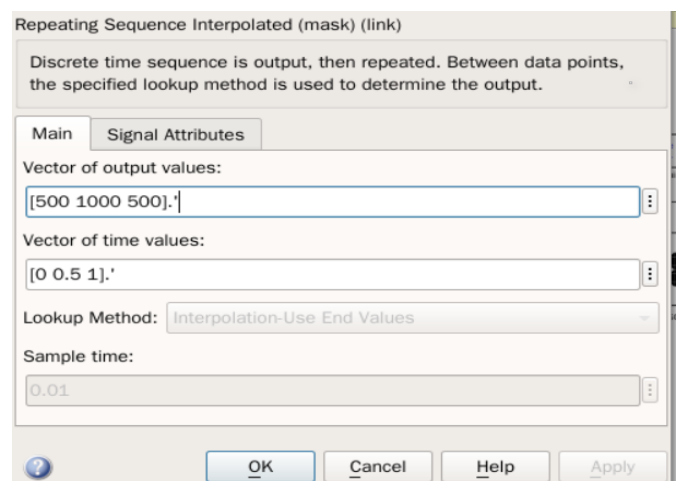 Repeating Sequence Interpolated (mask) (link)
Discrete time sequence is output, then repeated. Between data points,
the specified lookup method is used to determine the output.
Main Signal Attributes
Vector of output values:
[500 1000 500].'
Vector of time values:
[0 0.5 1].'
Lookup Method: Interpolation-Use End Values
Sample time:
0.01
? OK Cancel Help Apply